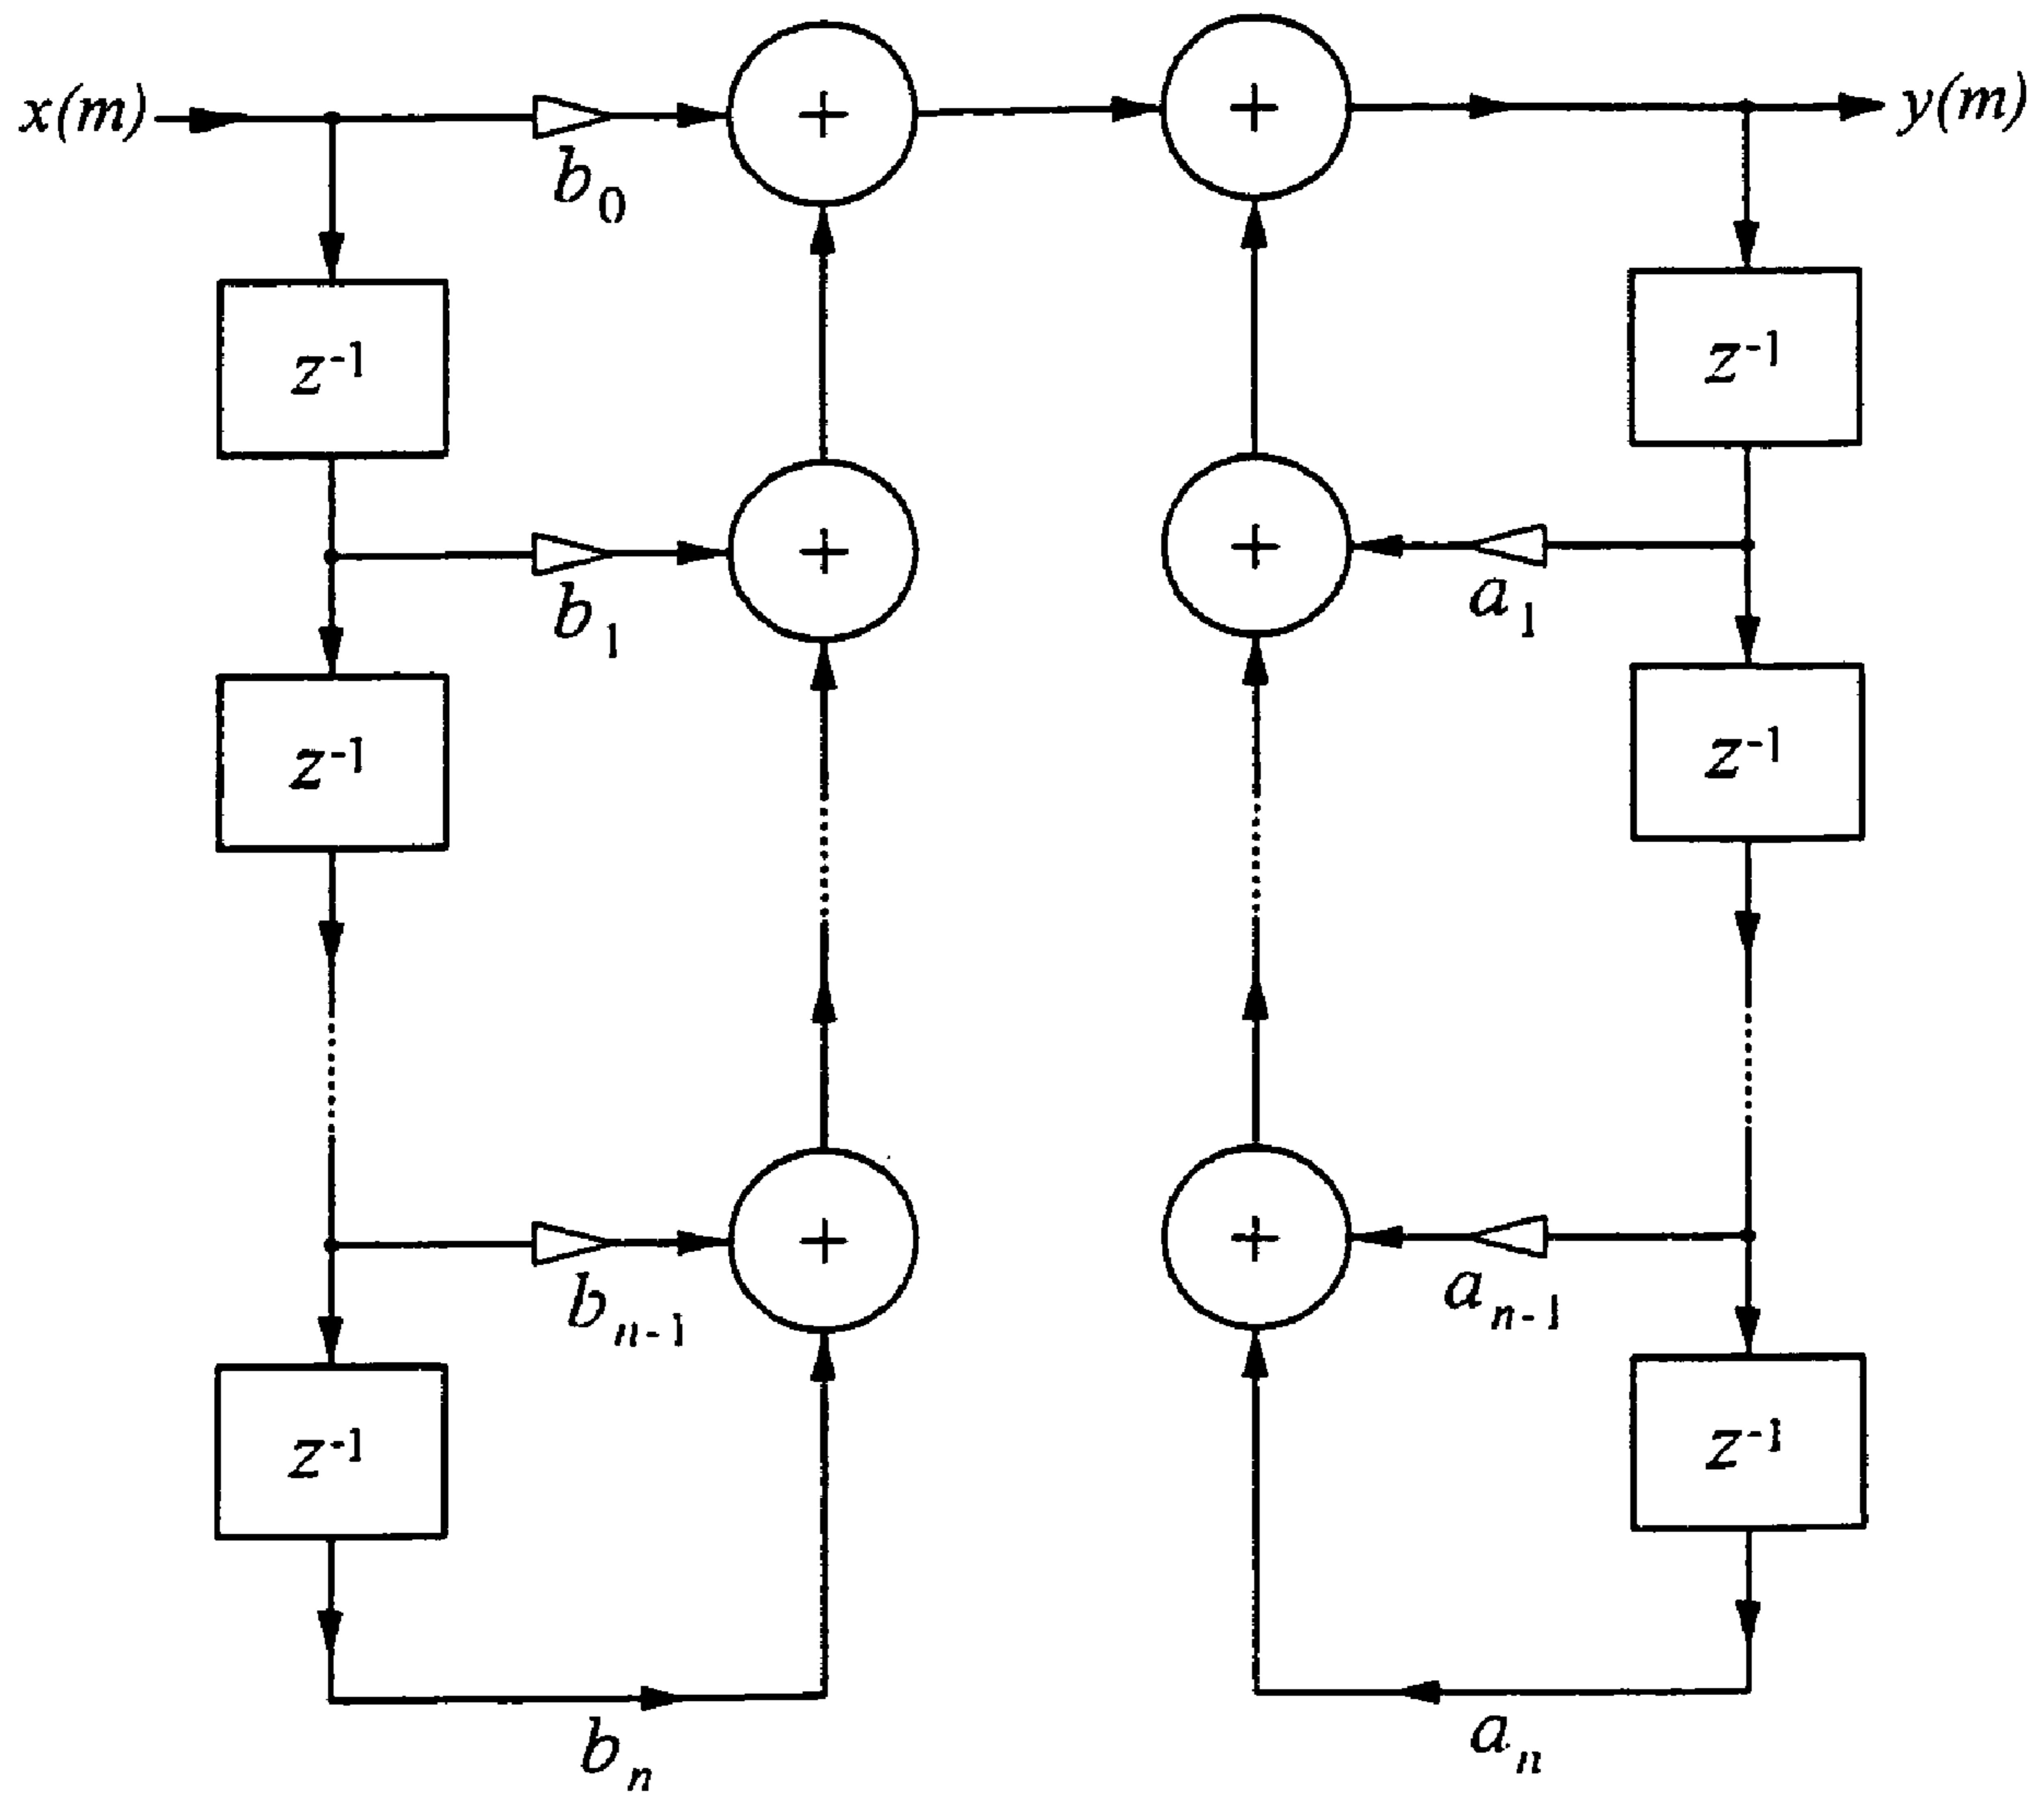 x(m)
+
+
y(m)
b₀
z⁻¹
z⁻¹
b₁
+
+
a₁
z⁻¹
z⁻¹
bₙ₋₁
+
+
aₙ₋₁
z⁻¹
z⁻¹
bₙ
aₙ